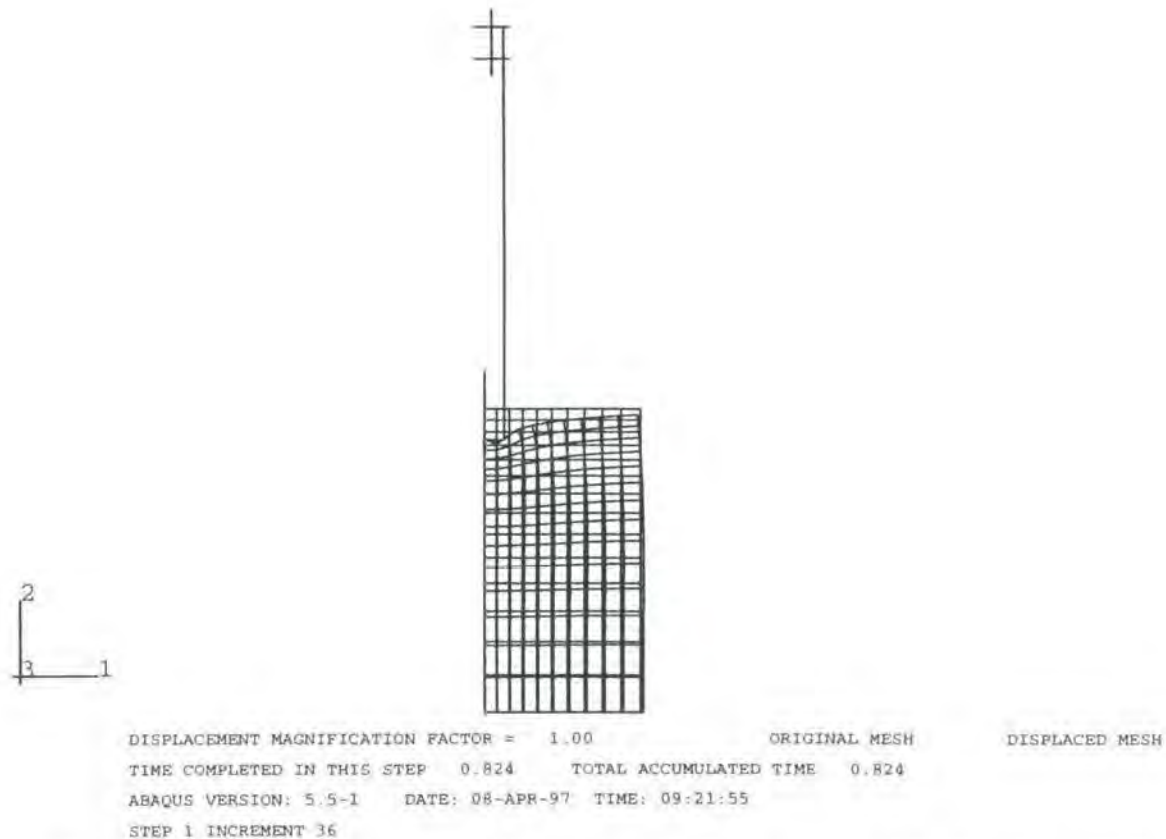 2
3 1
DISPLACEMENT MAGNIFICATION FACTOR = 1.00 ORIGINAL MESH DISPLACED MESH
TIME COMPLETED IN THIS STEP 0.824 TOTAL ACCUMULATED TIME 0.824
ABAQUS VERSION: 5.5-1 DATE: 08-APR-97 TIME: 09:21:55
STEP 1 INCREMENT 36